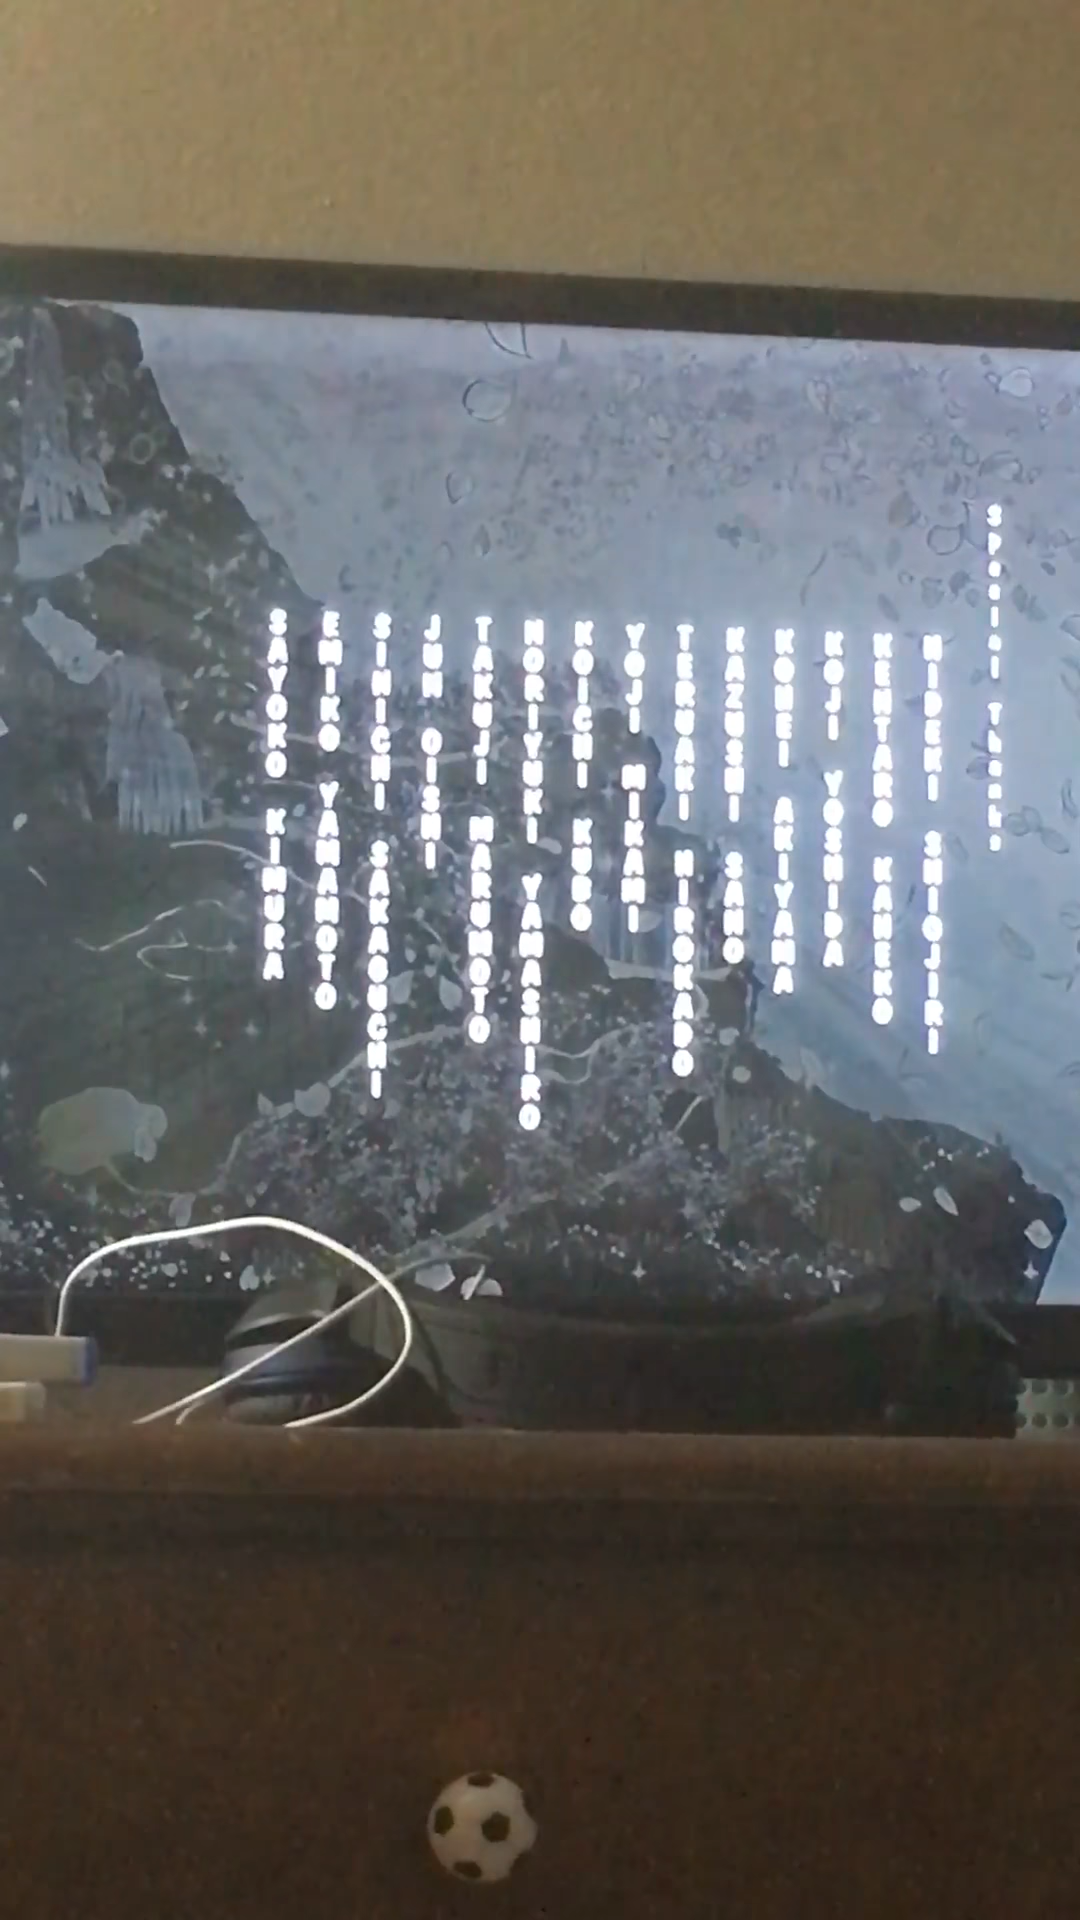 Special Thanks
HIDEKI SHIOJIRI
KENTARO KANEKO
KOJI YOSHIDA
KOHEI AKIYAMA
KAZUSHI SANO
TERUAKI HIROKADO
YOJI MIKAMI
KOICHI KUBO
NORIYUKI YAMASHIRO
TAKUJI MARUMOTO
JUN OISHI
SINICHI SAKAGUCHI
EMIKO YAMAMOTO
SAYOKO KIMURA